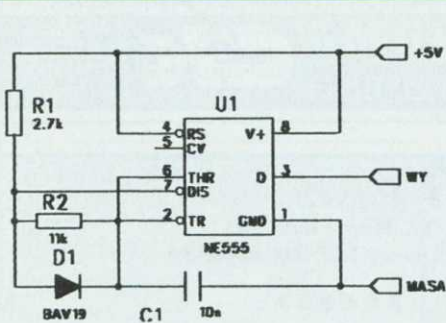 +5V
R1
2.7k
U1
4
RS
V+
8
5
CV
6
THR
Q
3
WY
7
DIS
R2
11k
2
TR
GND
1
NE555
D1
BAV19
C1
10n
MASA